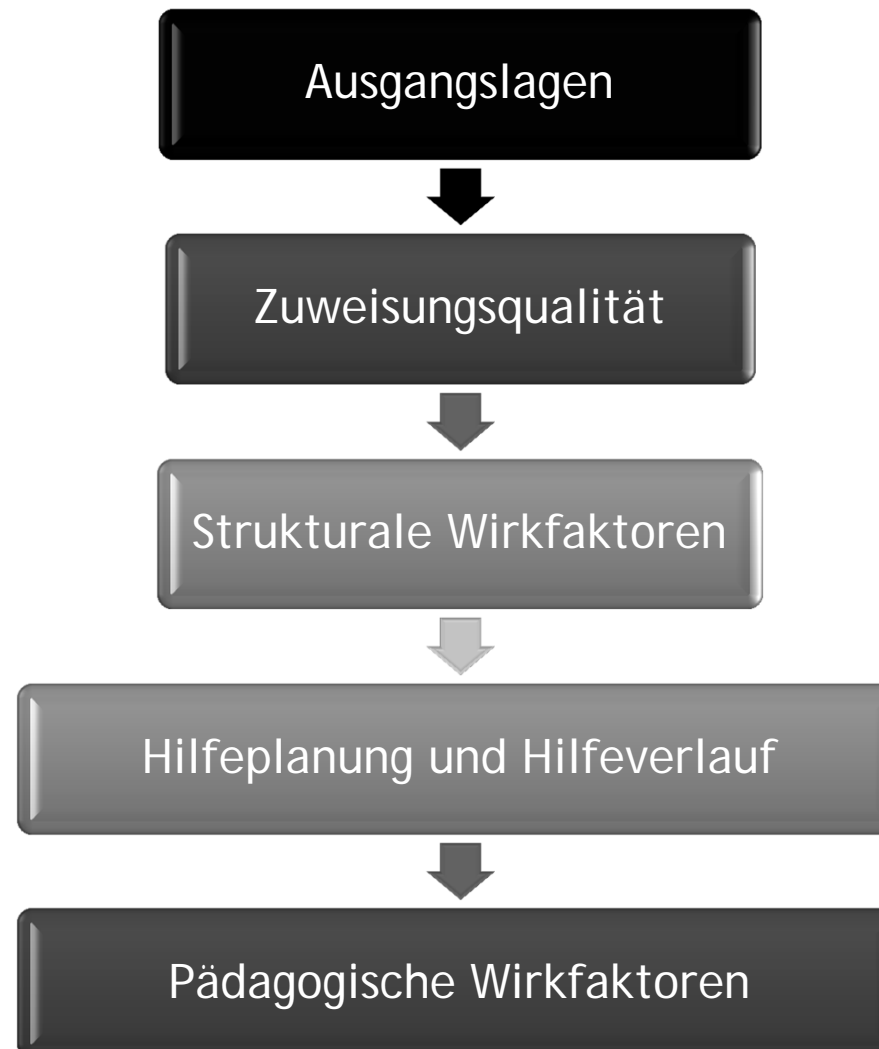 Ausgangslagen
Zuweisungsqualität
Strukturale Wirkfaktoren
Hilfeplanung und Hilfeverlauf
Pädagogische Wirkfaktoren